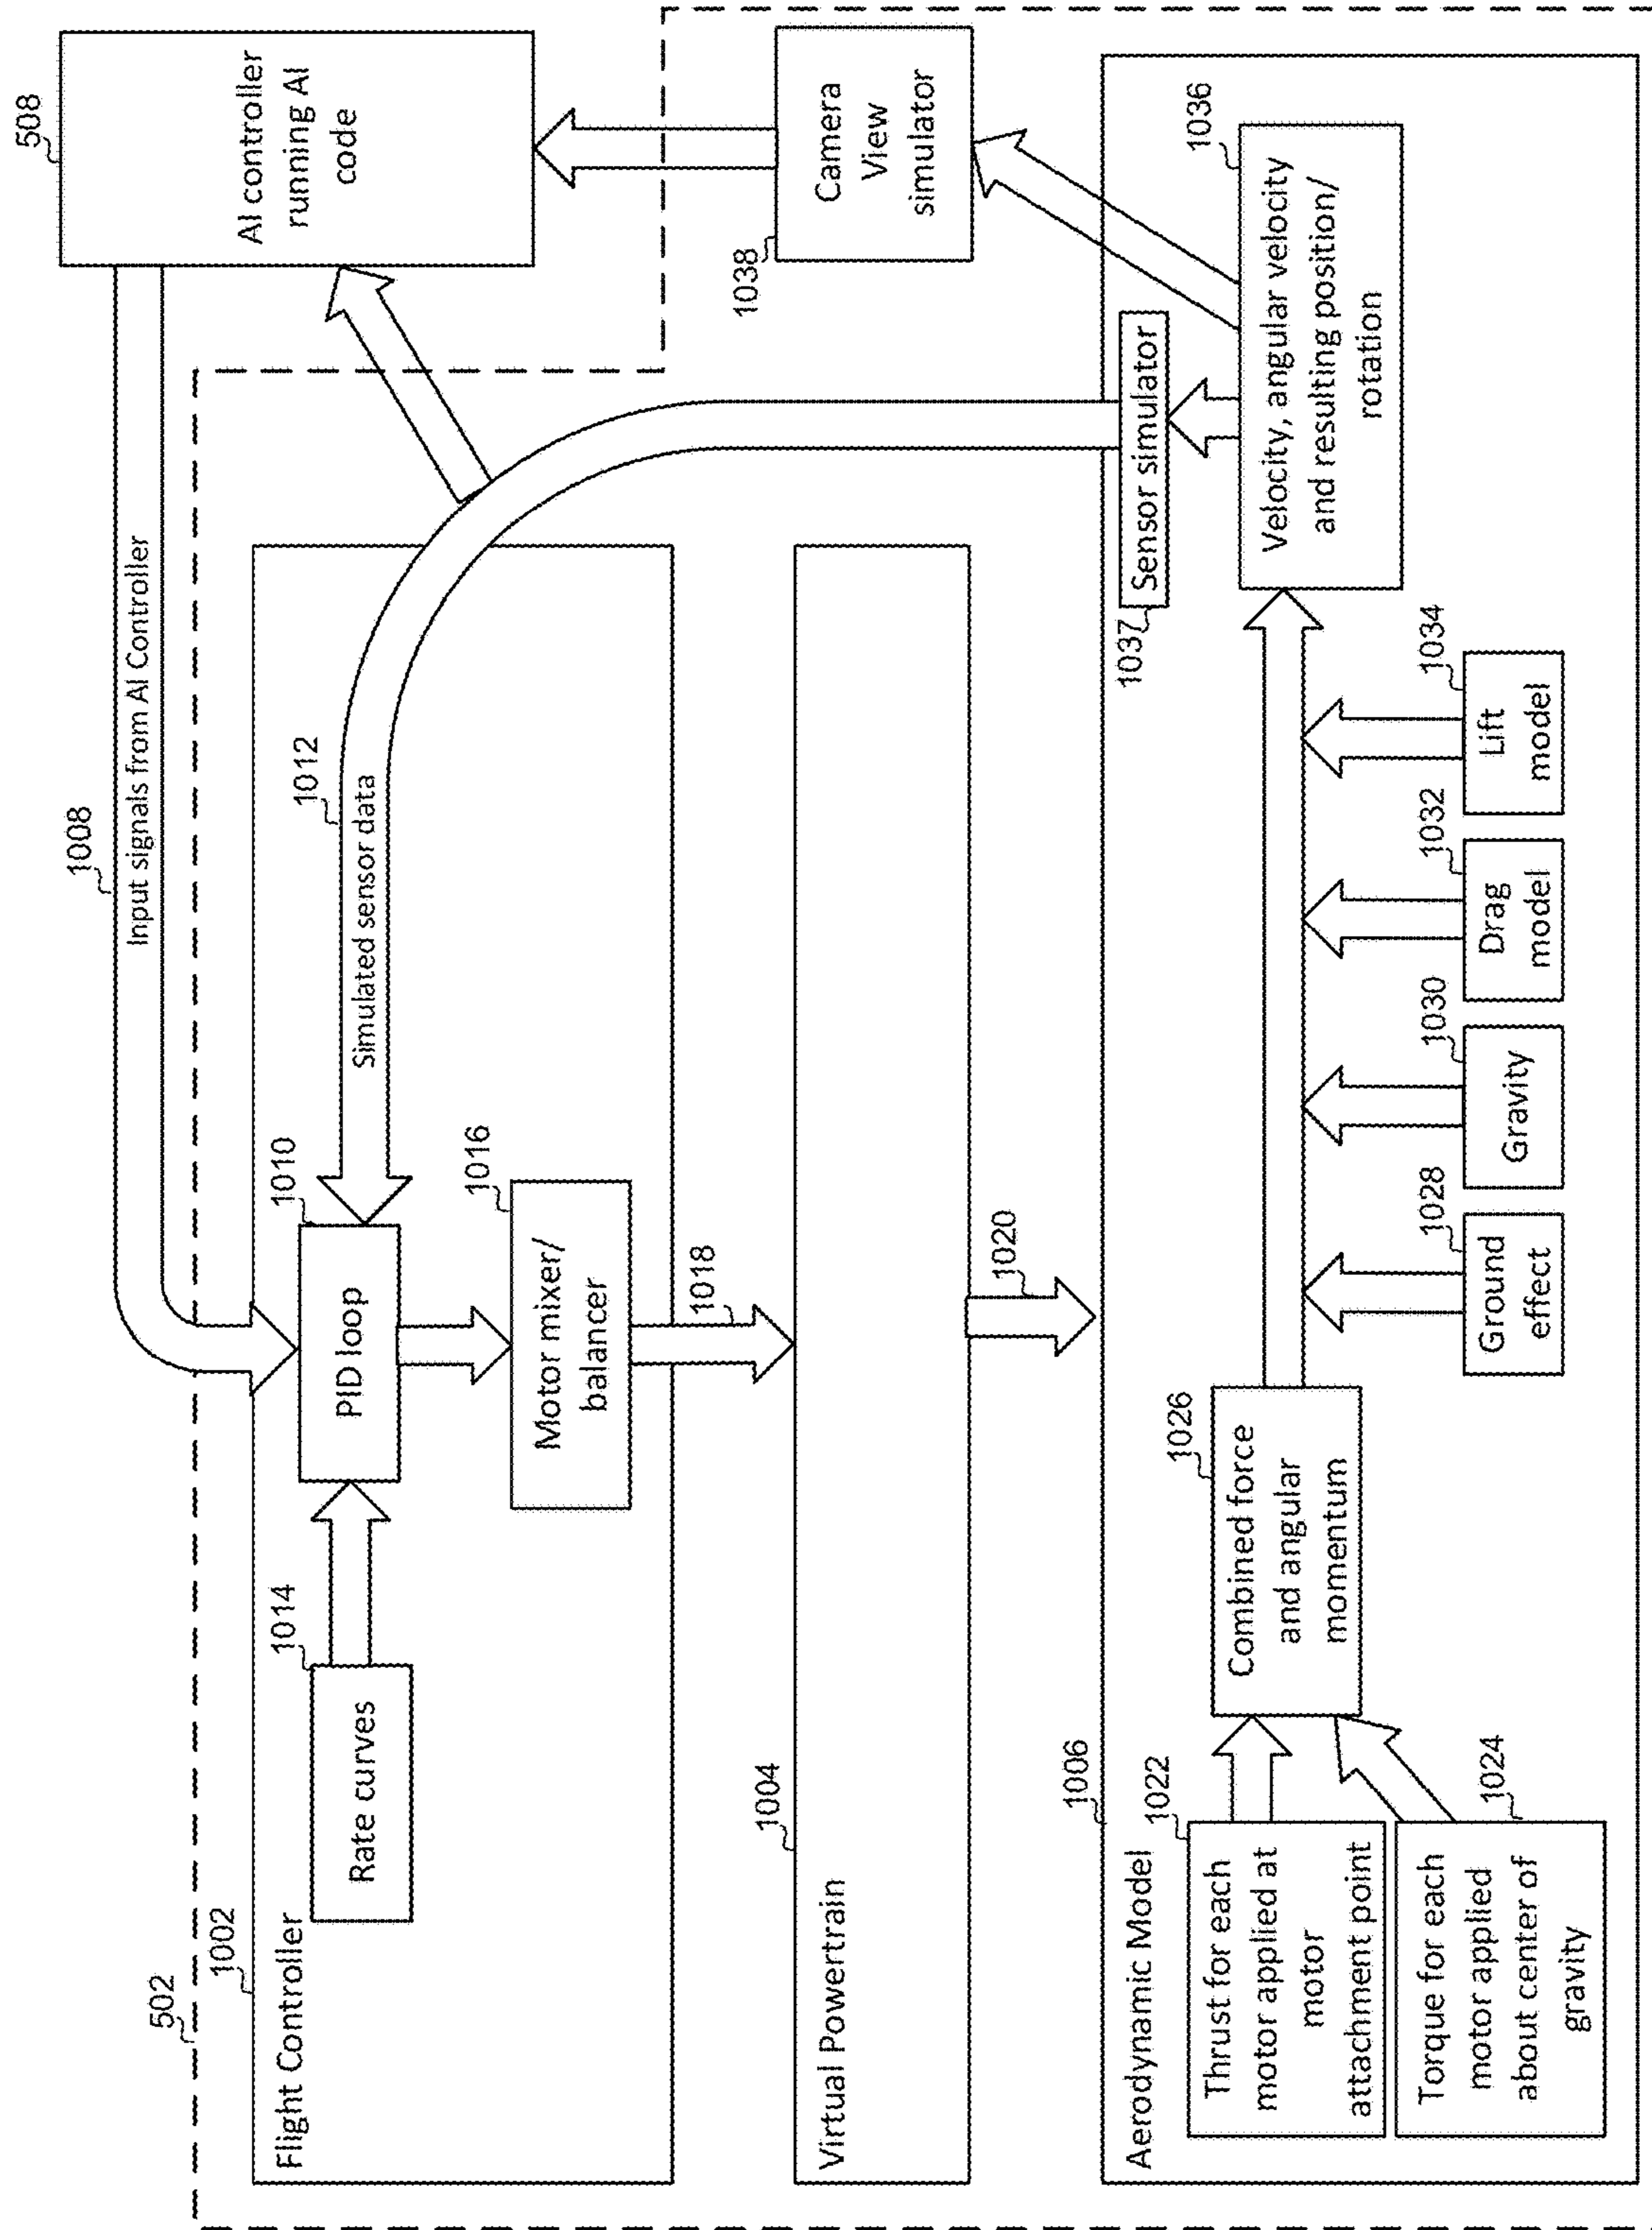 508
AI controller
running AI
code
1008
Input signals from AI Controller
502
1002
Flight Controller
1014
Rate curves
1010
PID loop
1012
Simulated sensor data
1016
Motor mixer/
balancer
1018
1038
Camera
View
simulator
1004
Virtual Powertrain
1020
1006
Aerodynamic Model
1022
Thrust for each
motor applied at
motor
attachment point
1024
Torque for each
motor applied
about center of
gravity
1026
Combined force
and angular
momentum
1028
Ground
effect
1030
Gravity
1032
Drag
model
1034
Lift
model
1037
Sensor simulator
1036
Velocity, angular velocity
and resulting position/
rotation